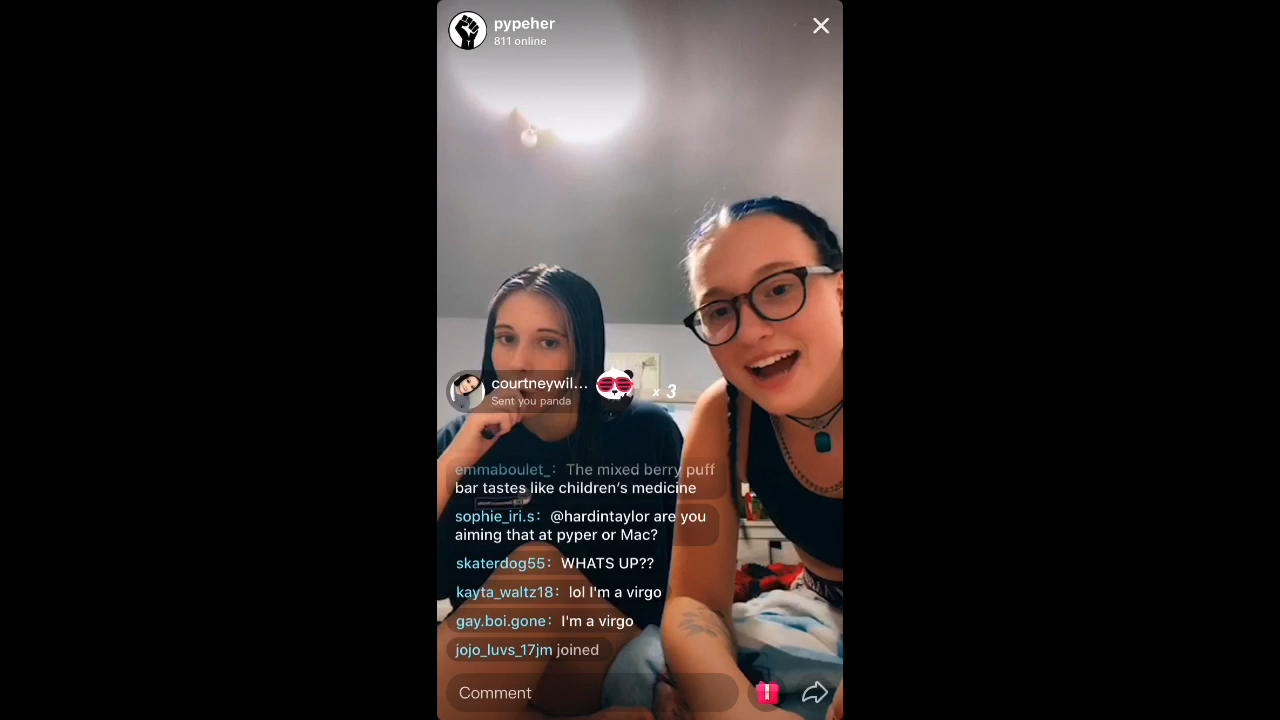 pypeher
811 online
courtneywil...
Sent you panda
x 3
emmaboulet_: The mixed berry puff
bar tastes like children's medicine
sophie_iri.s: @hardintaylor are you
aiming that at pyper or Mac?
skaterdog55: WHATS UP??
kayta_waltz18: lol I'm a virgo
gay.boi.gone: I'm a virgo
jojo_luvs_17jm joined
Comment